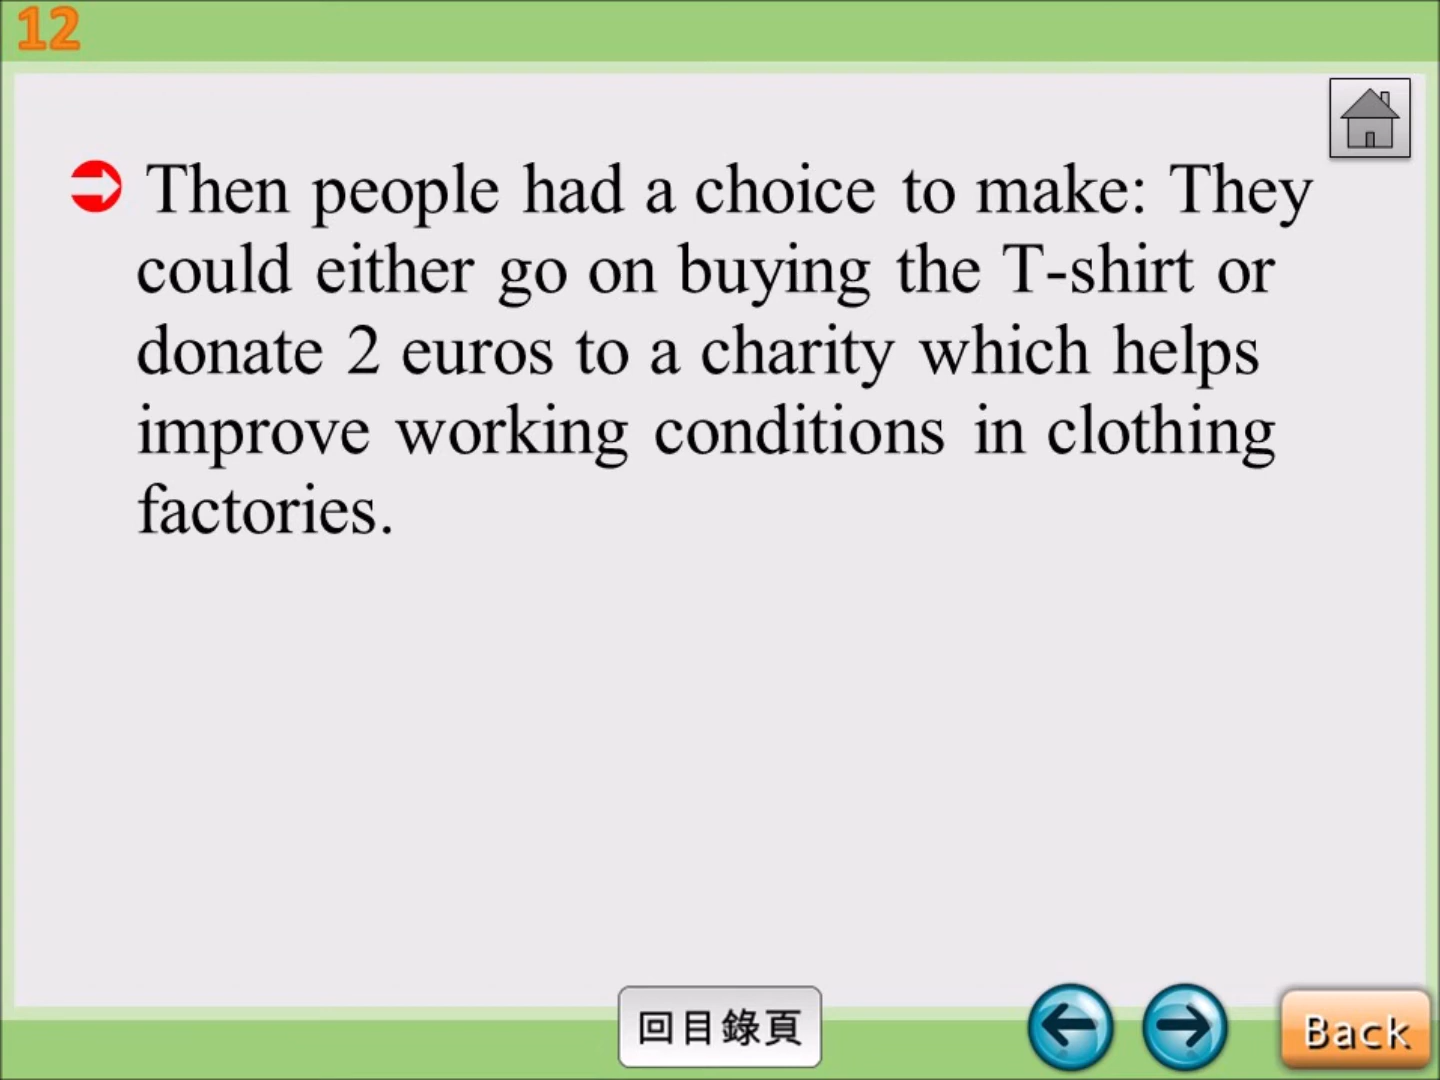 12
Then people had a choice to make: They
could either go on buying the T-shirt or
donate 2 euros to a charity which helps
improve working conditions in clothing
factories.
回目錄頁
Back